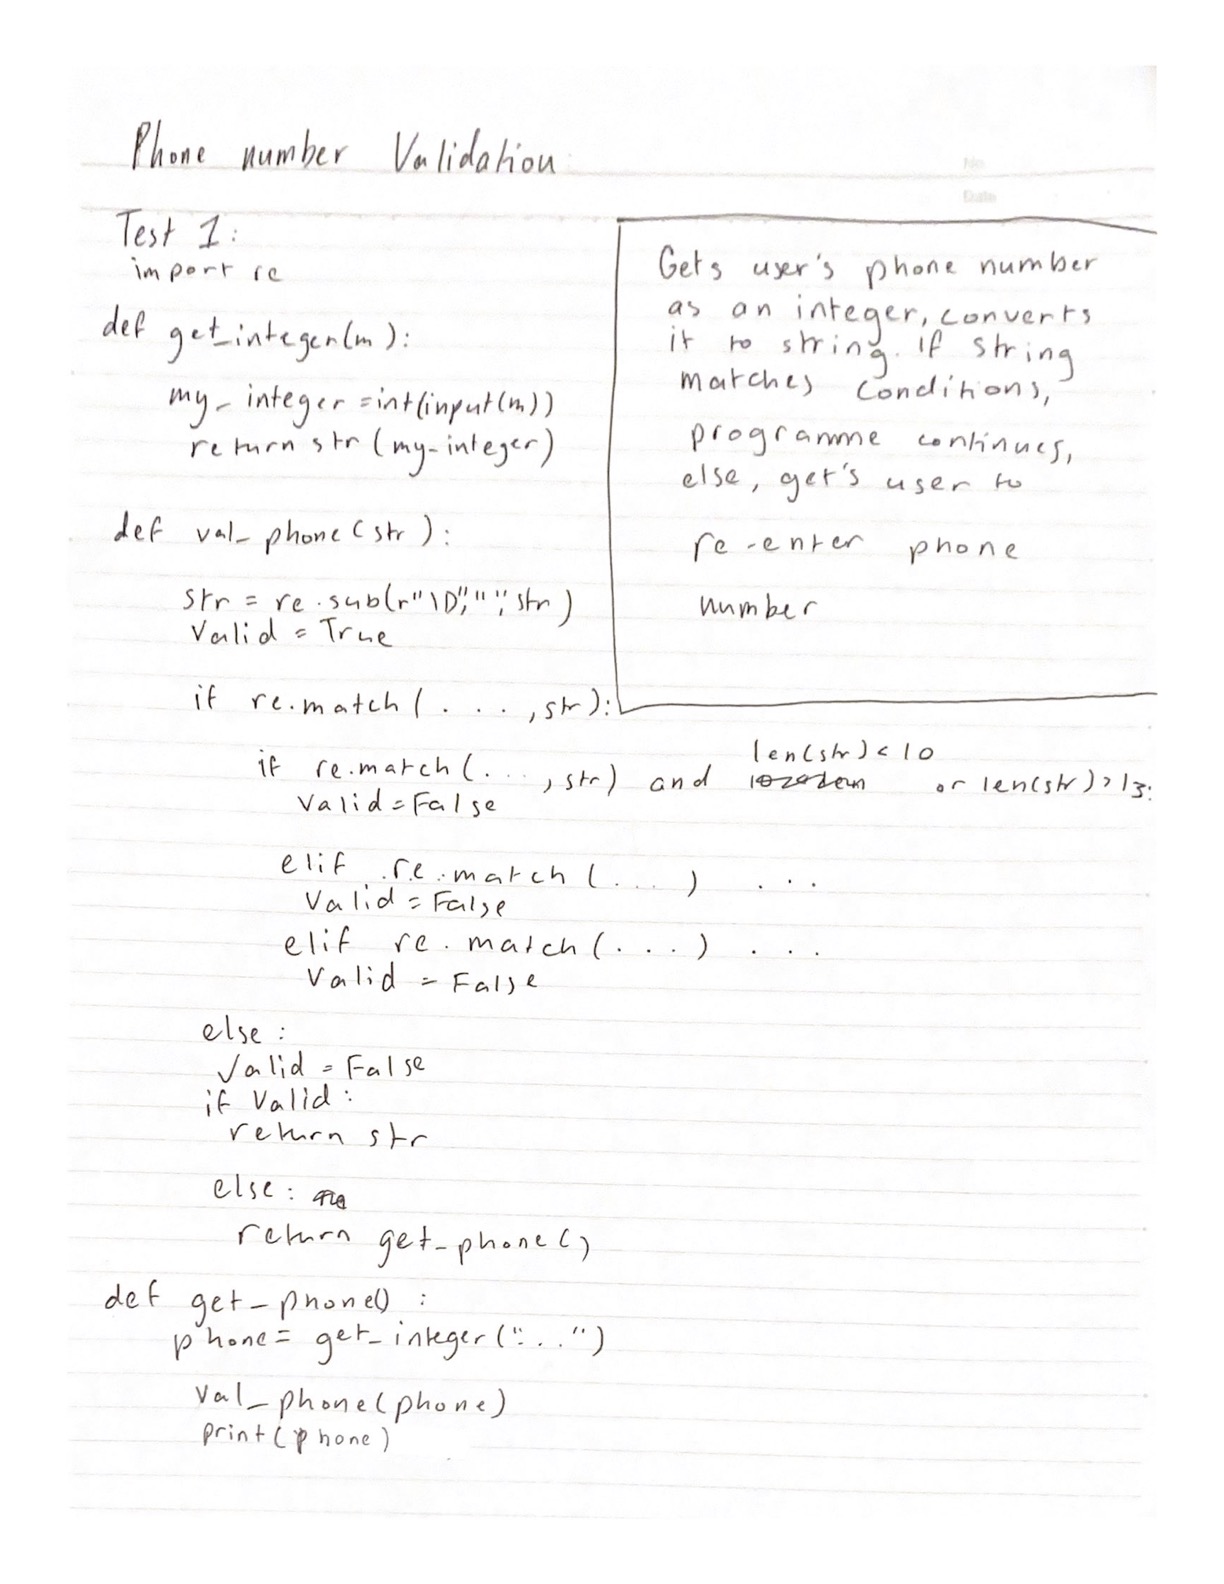 Phone number Validation
No.
Date
Test 1:
import re
def get_integer(m):
my_integer = int(input(m))
return str(my_integer)
def val_phone(str):
str = re.sub(r"\D","",str)
Valid = True
if re.match(...,str):
if re.match(...,str) and len(str)<10 or len(str)>13:
Valid = False
elif re.match(...) ...
Valid = False
elif re.match(...) ...
Valid = False
else:
Valid = False
if Valid:
return str
else:
return get_phone()
def get_phone():
phone = get_integer("...")
val_phone(phone)
print(phone)
Gets user's phone number
as an integer, converts
it to string. If string
matches conditions,
programme continues,
else, get's user to
re-enter phone
number